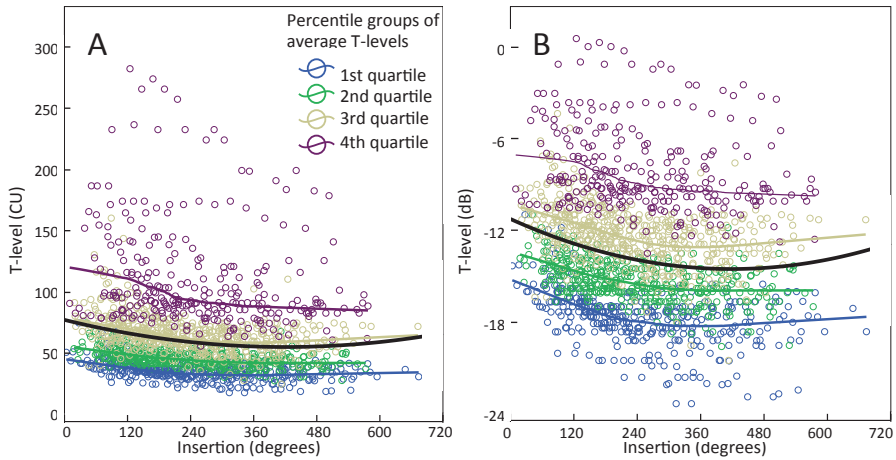 A
Percentile groups of
average T-levels
1st quartile
2nd quartile
3rd quartile
4th quartile
T-level (CU)
300
250
200
150
100
50
0
0 120 240 360 480 600 720
Insertion (degrees)
B
T-level (dB)
0
-6
-12
-18
-24
0 120 240 360 480 600 720
Insertion (degrees)